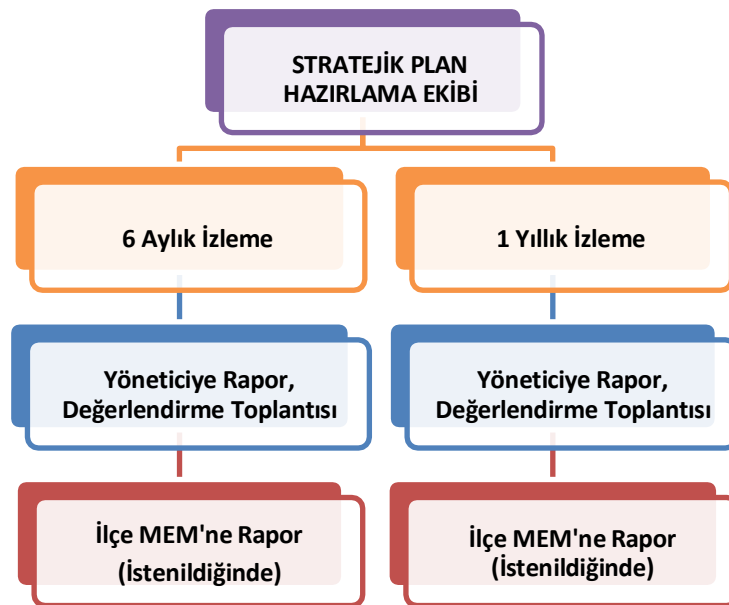 STRATEJİK PLAN
HAZIRLAMA EKİBİ
6 Aylık İzleme
1 Yıllık İzleme
Yöneticiye Rapor,
Değerlendirme Toplantısı
Yöneticiye Rapor,
Değerlendirme Toplantısı
İlçe MEM'ne Rapor
(İstenildiğinde)
İlçe MEM'ne Rapor
(İstenildiğinde)